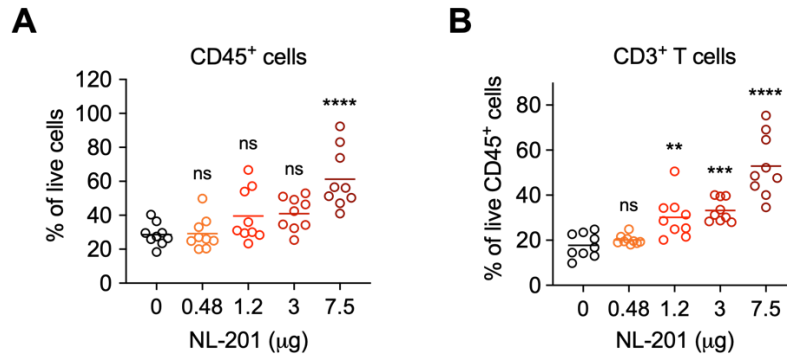 A
CD45⁺ cells
% of live cells
120
100
80
60
40
20
0
ns
ns
ns
****
0 0.48 1.2 3 7.5
NL-201 (μg)
B
CD3⁺ T cells
% of live CD45⁺ cells
80
60
40
20
0
ns
**
***
****
0 0.48 1.2 3 7.5
NL-201 (μg)